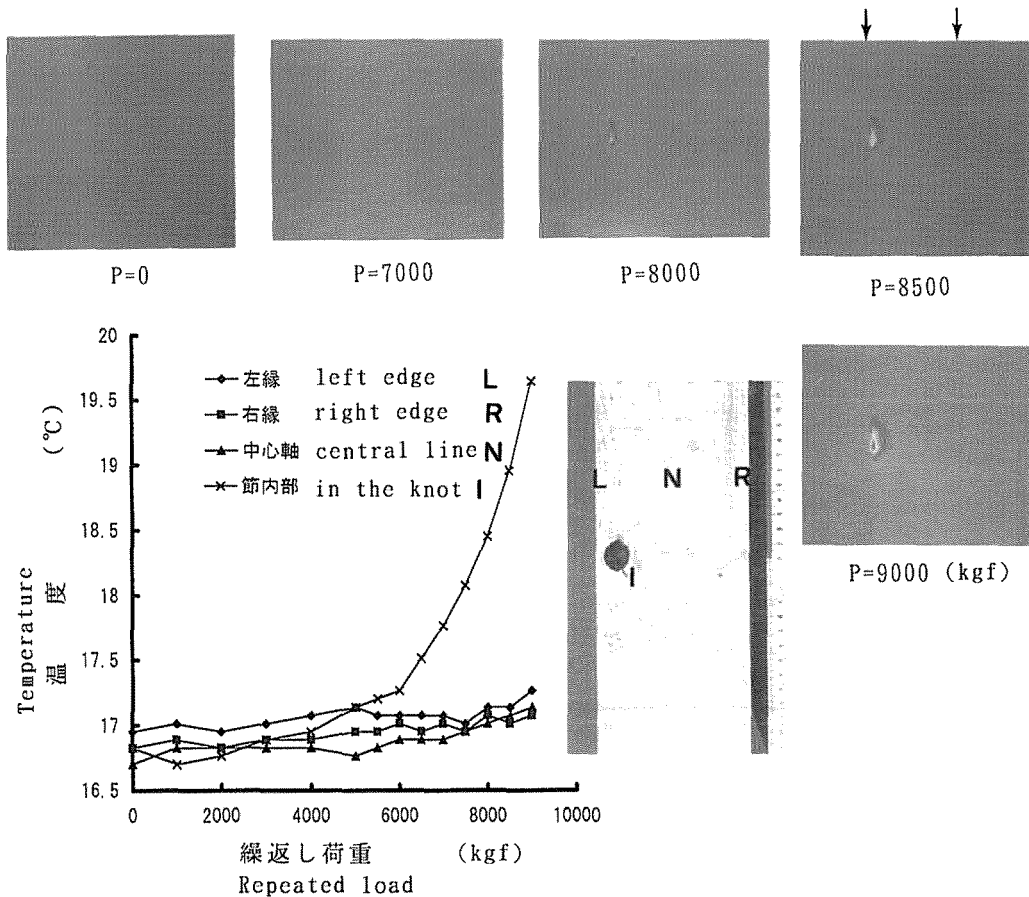 P=0
P=7000
P=8000
P=8500
P=9000 (kgf)
左縁 left edge L
右縁 right edge R
中心軸 central line N
節内部 in the knot I
Temperature
温度 (℃)
20
19.5
19
18.5
18
17.5
17
16.5
0 2000 4000 6000 8000 10000
繰返し荷重 (kgf)
Repeated load
L N R
I